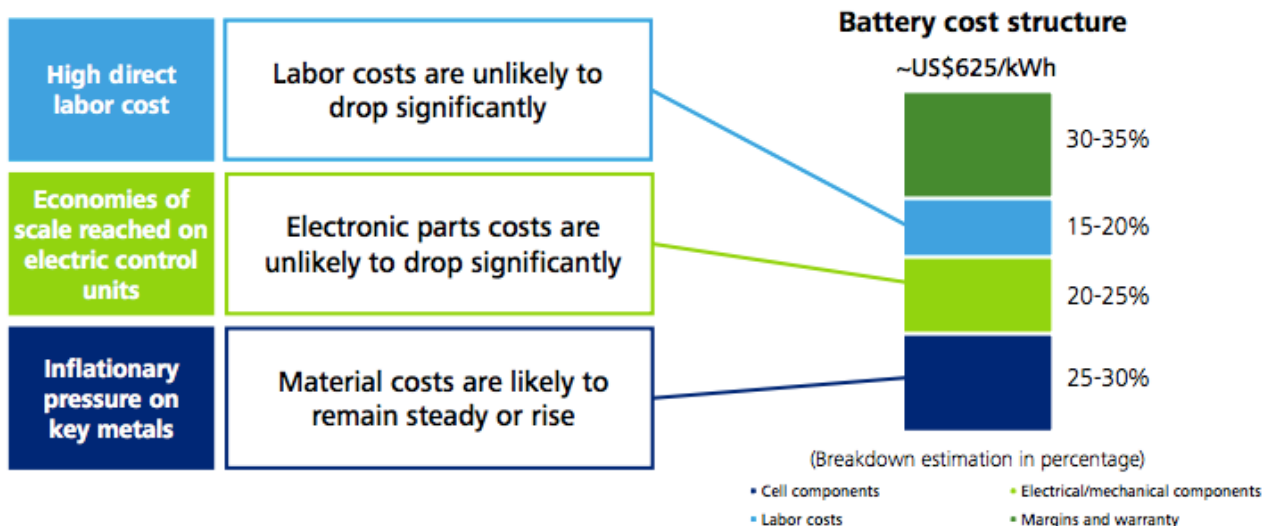 Battery cost structure
~US$625/kWh
High direct
labor cost
Labor costs are unlikely to
drop significantly
30-35%
Economies of
scale reached on
electric control
units
Electronic parts costs are
unlikely to drop significantly
15-20%
20-25%
Inflationary
pressure on
key metals
Material costs are likely to
remain steady or rise
25-30%
(Breakdown estimation in percentage)
▪ Cell components
▪ Electrical/mechanical components
▪ Labor costs
▪ Margins and warranty